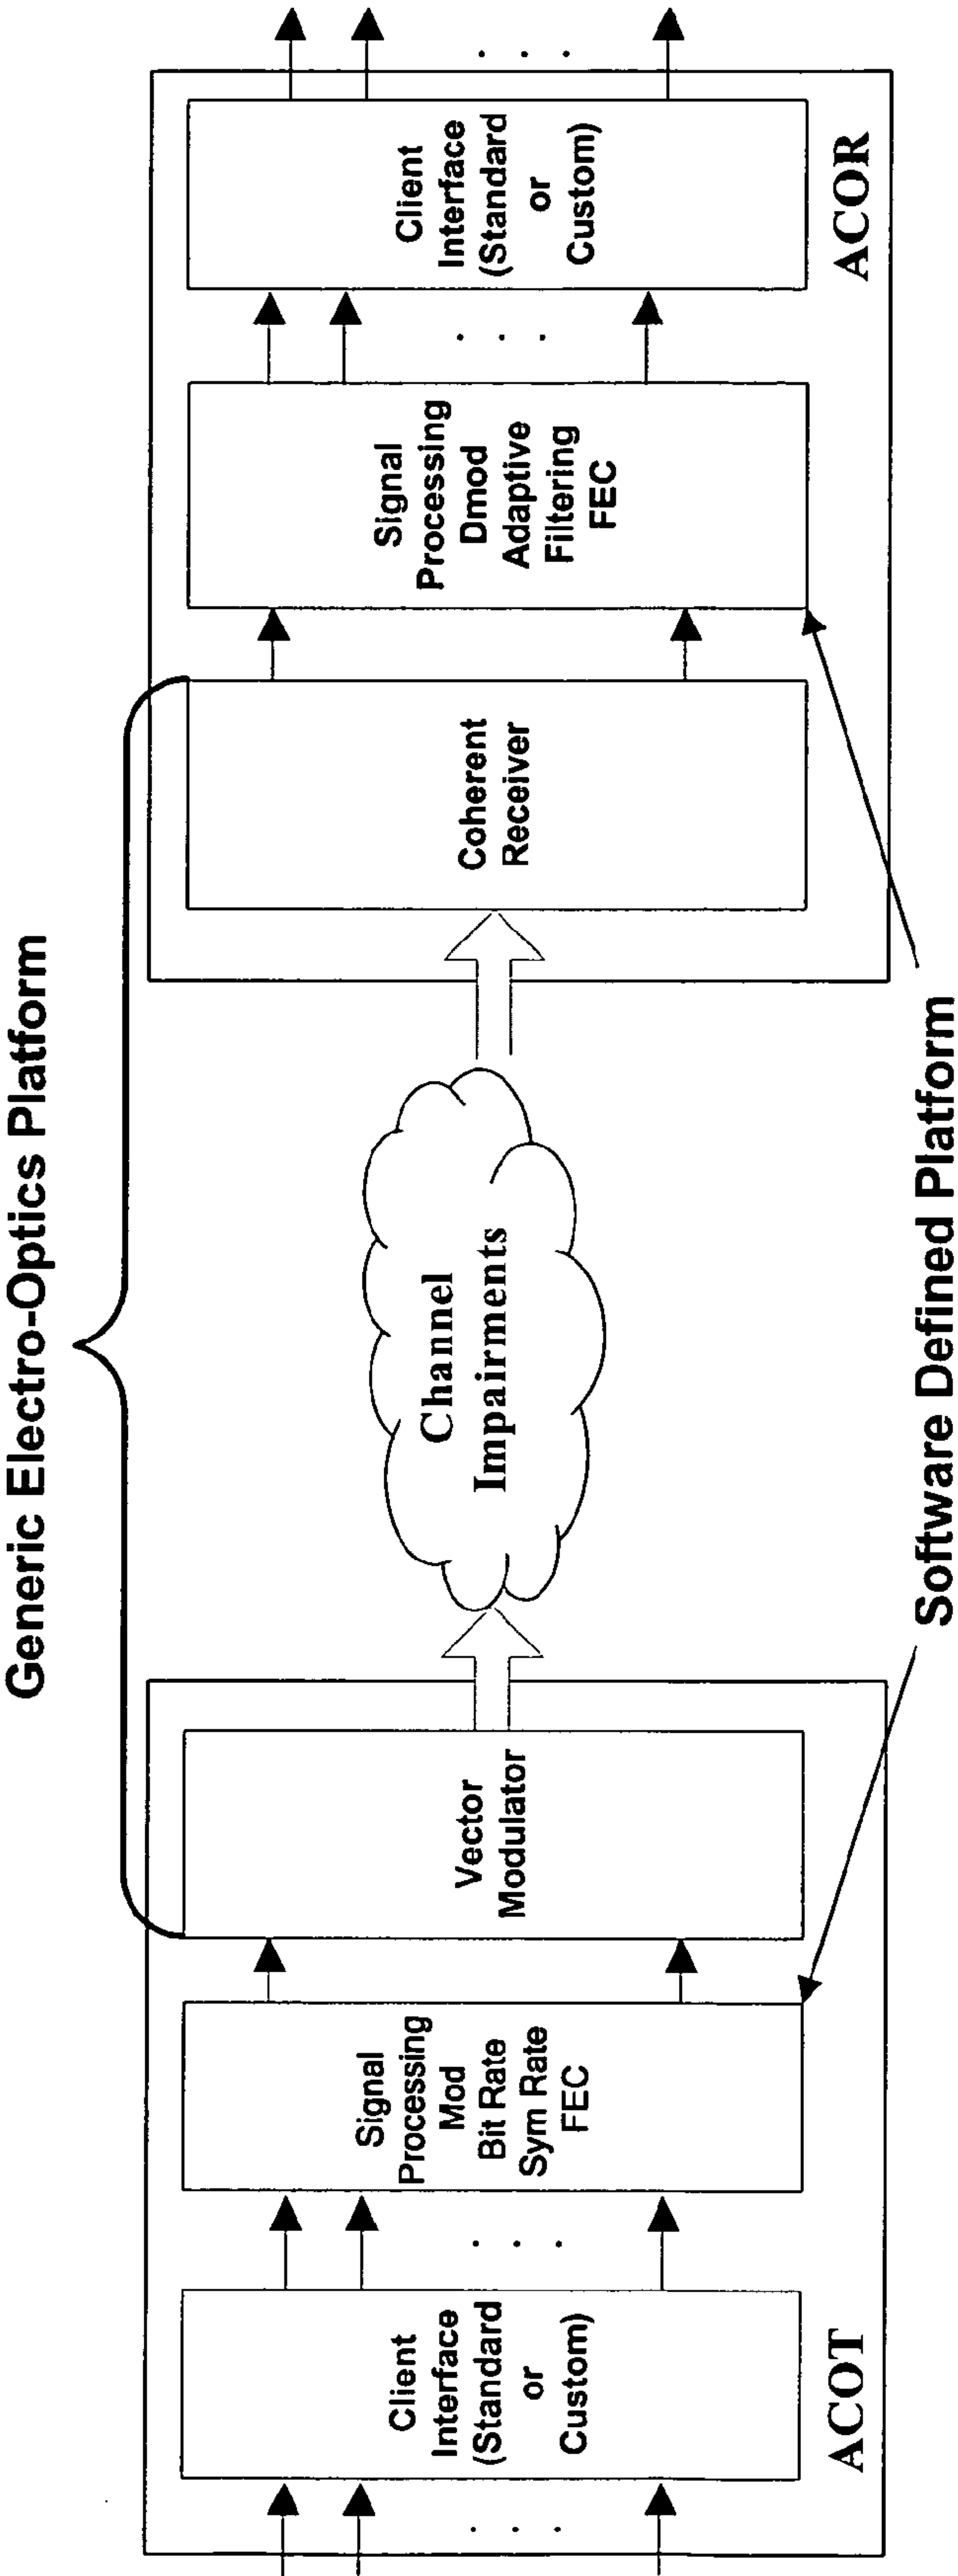 Generic Electro-Optics Platform
Client
Interface
(Standard
or
Custom)
ACOT
Signal
Processing
Mod
Bit Rate
Sym Rate
FEC
Vector
Modulator
Channel
Impairments
Coherent
Receiver
Signal
Processing
Dmod
Adaptive
Filtering
FEC
Client
Interface
(Standard
or
Custom)
ACOR
Software Defined Platform